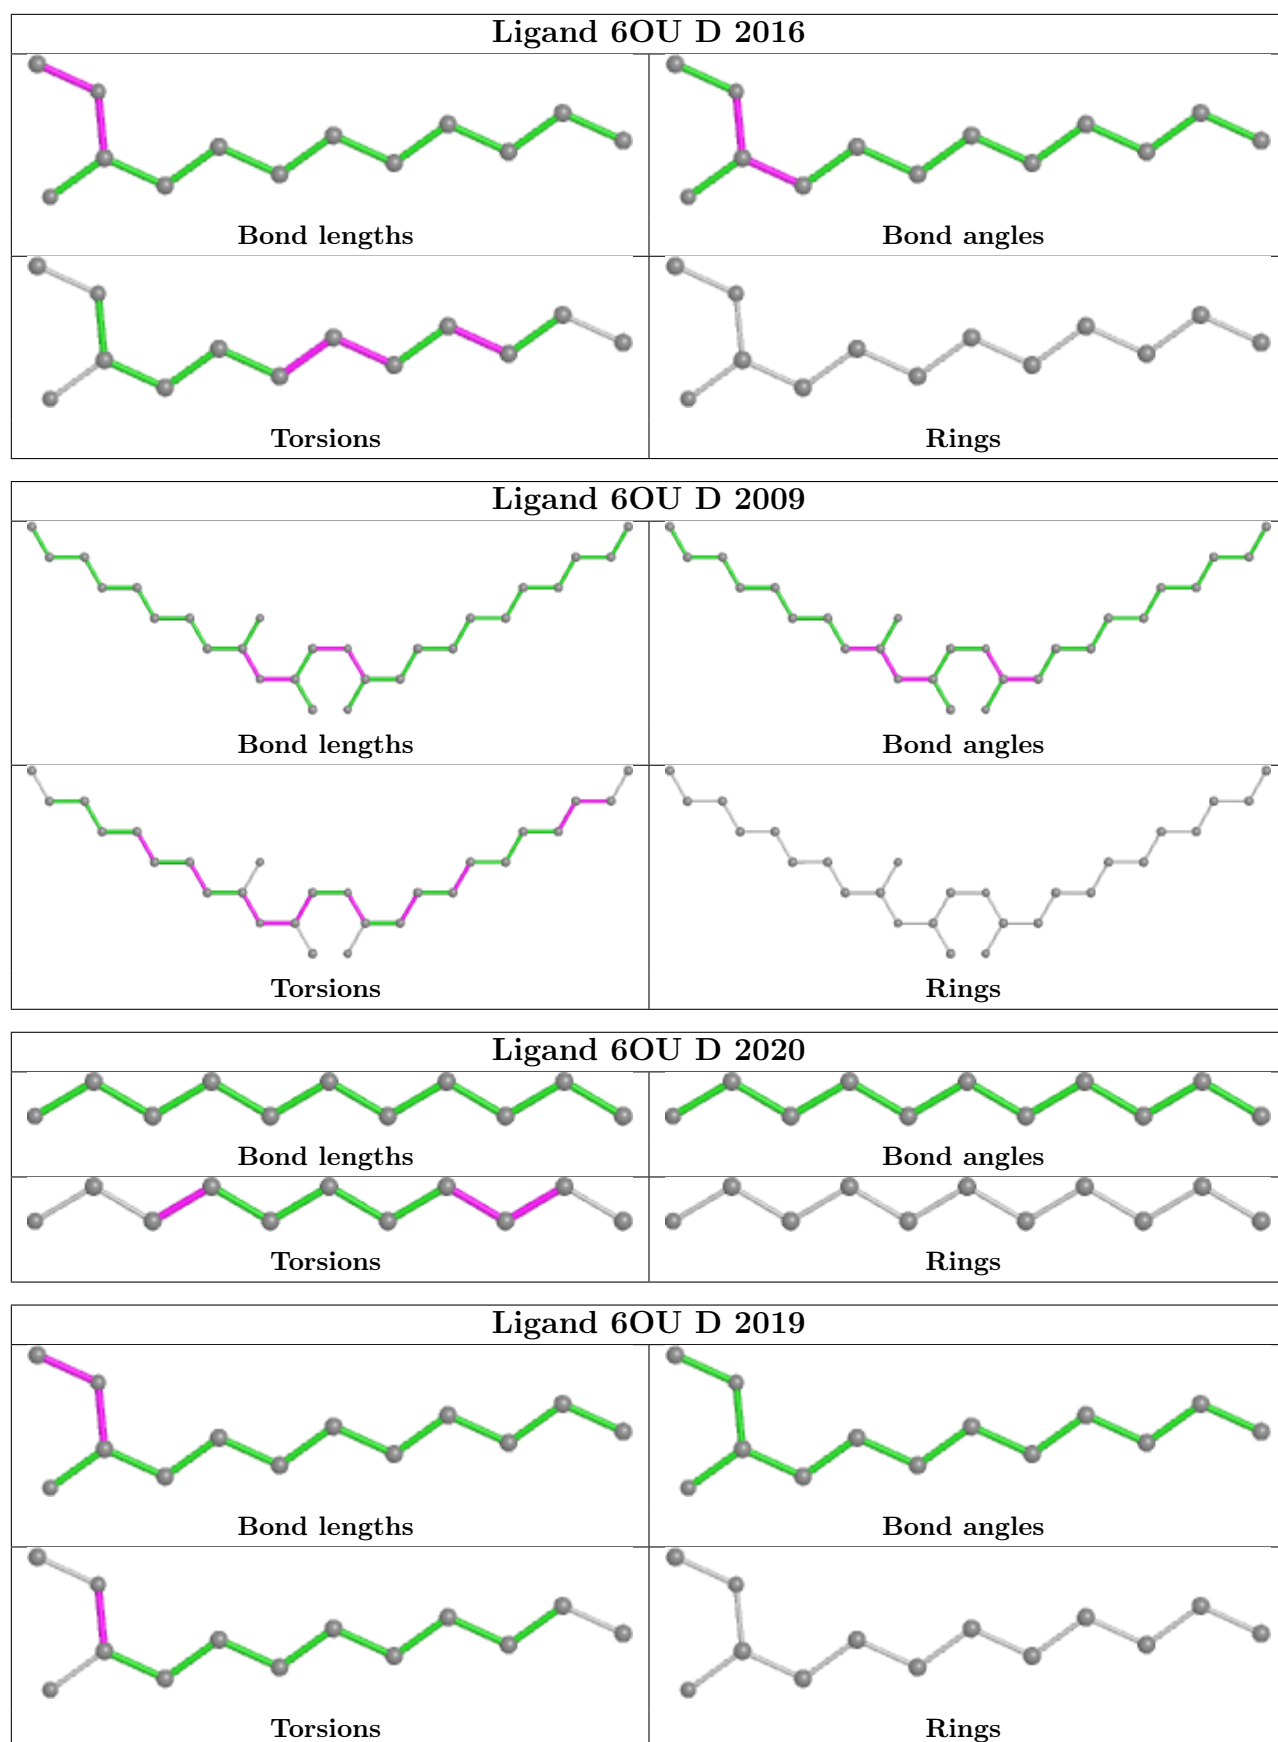 Ligand 6OU D 2016
Bond lengths
Bond angles
Torsions
Rings
Ligand 6OU D 2009
Bond lengths
Bond angles
Torsions
Rings
Ligand 6OU D 2020
Bond lengths
Bond angles
Torsions
Rings
Ligand 6OU D 2019
Bond lengths
Bond angles
Torsions
Rings